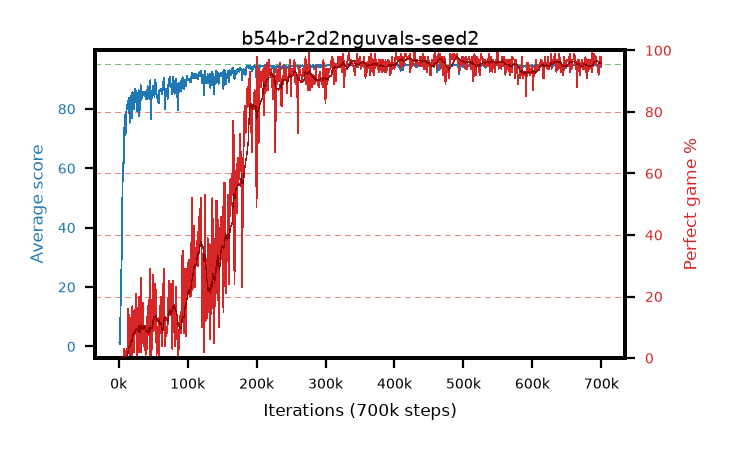 b54b-r2d2nguvals-seed2
100
80
80
60
60
40
40
20
20
0
0
Average score
Perfect game %
0k 100k 200k 300k 400k 500k 600k 700k
Iterations (700k steps)